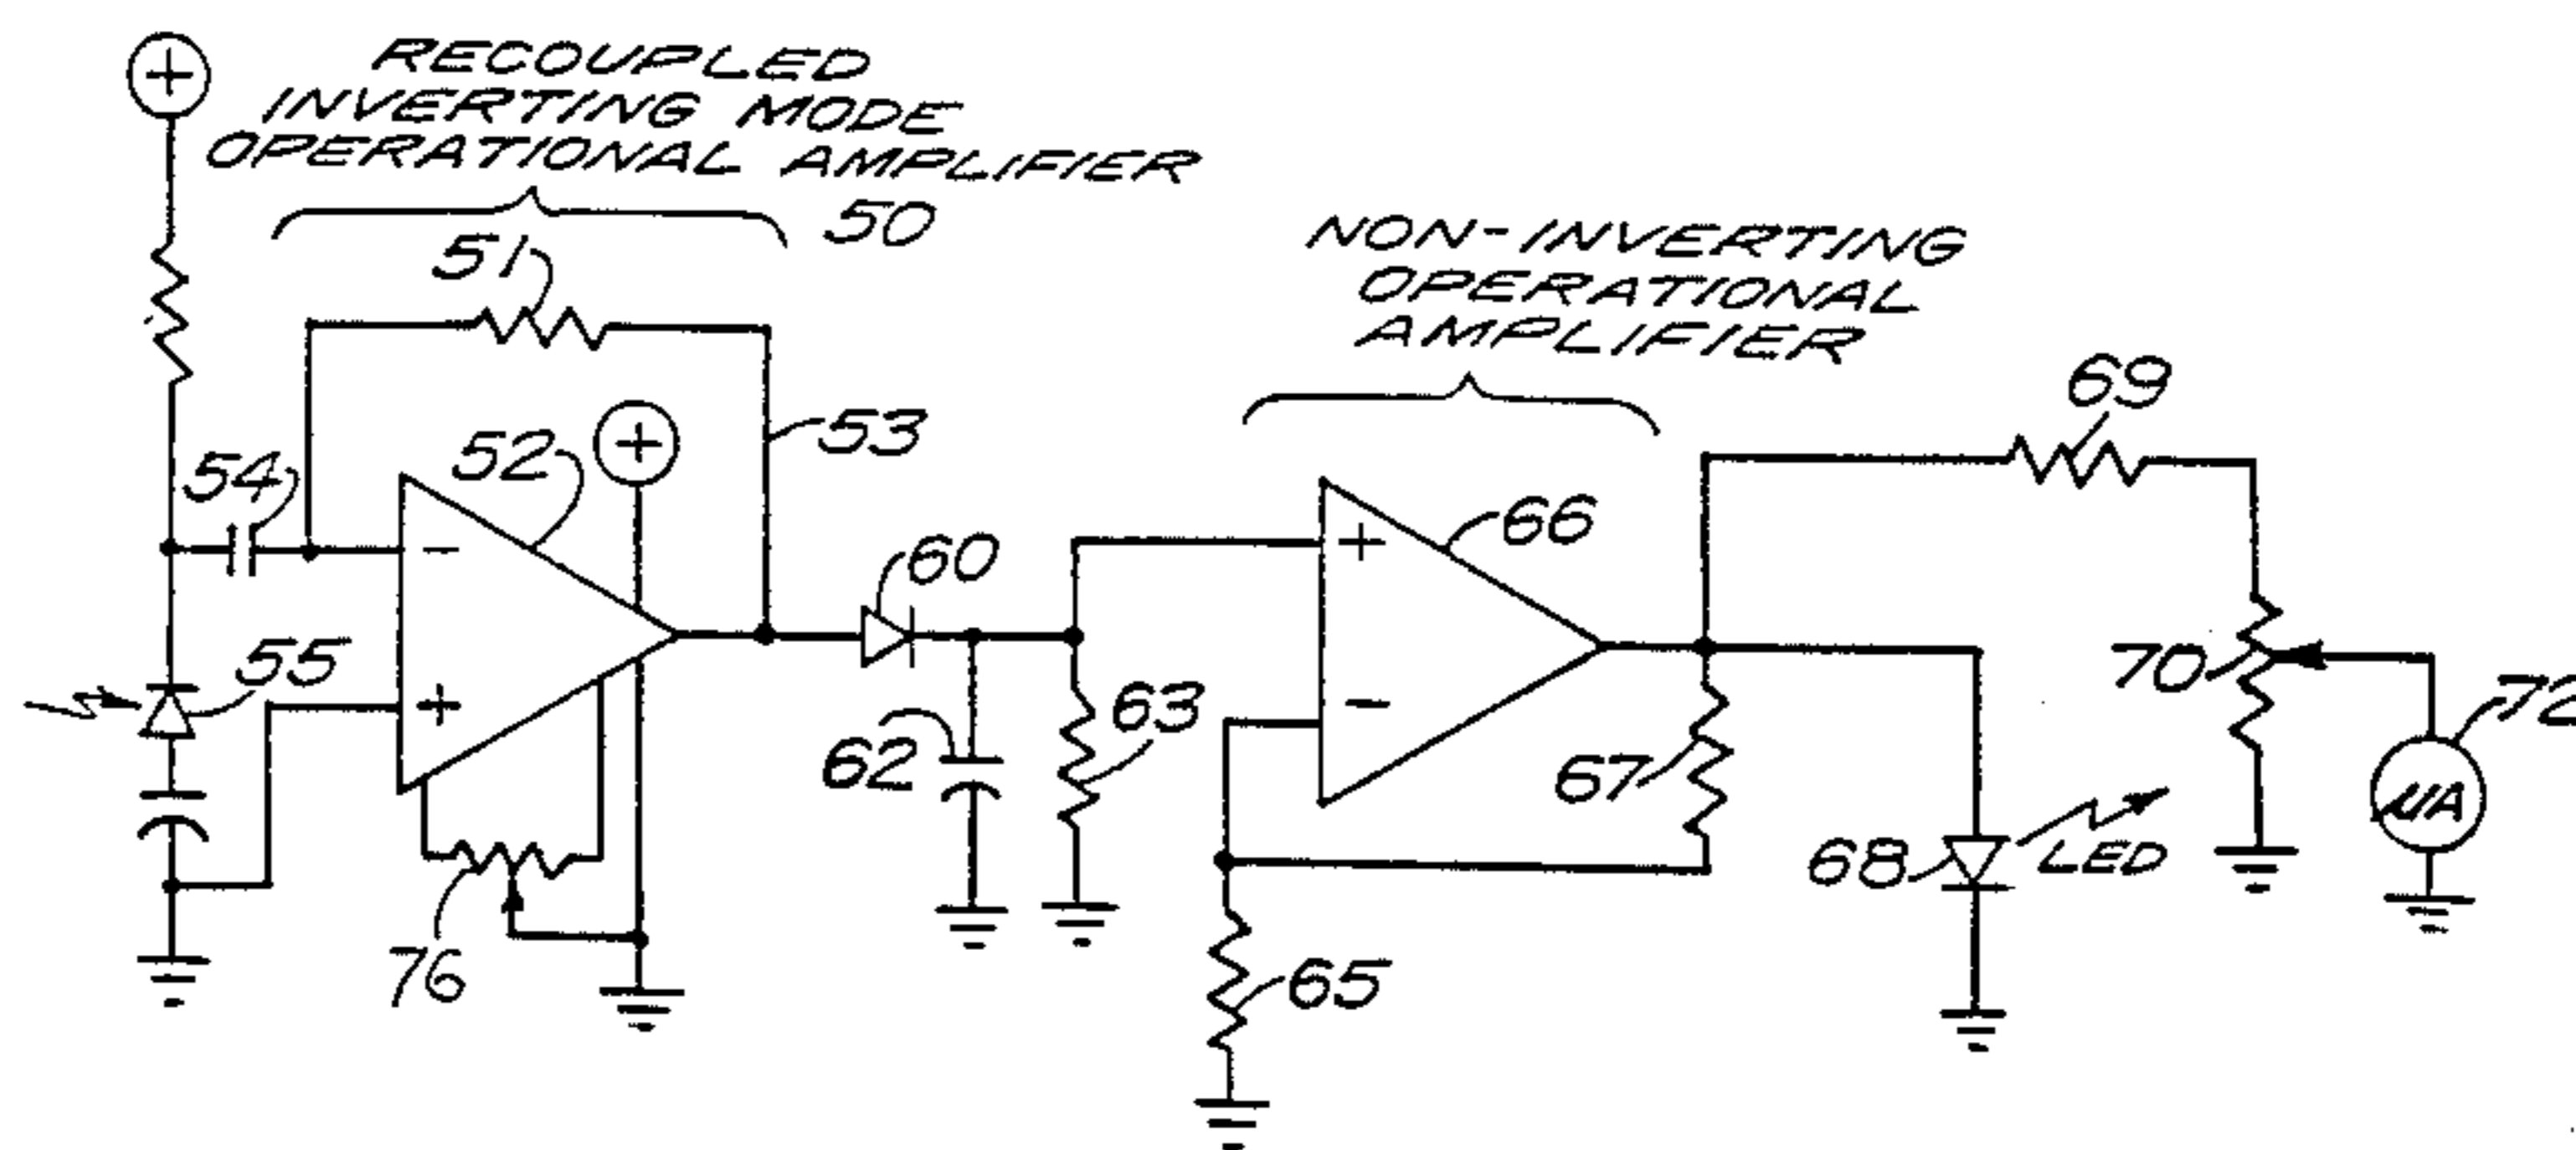 RECOUPLED
INVERTING MODE
OPERATIONAL AMPLIFIER
50
51
NON-INVERTING
OPERATIONAL
AMPLIFIER
69
53
52
54
66
60
55
70
72
63
62
67
µA
68
LED
76
65
+
+
-
+
+
-